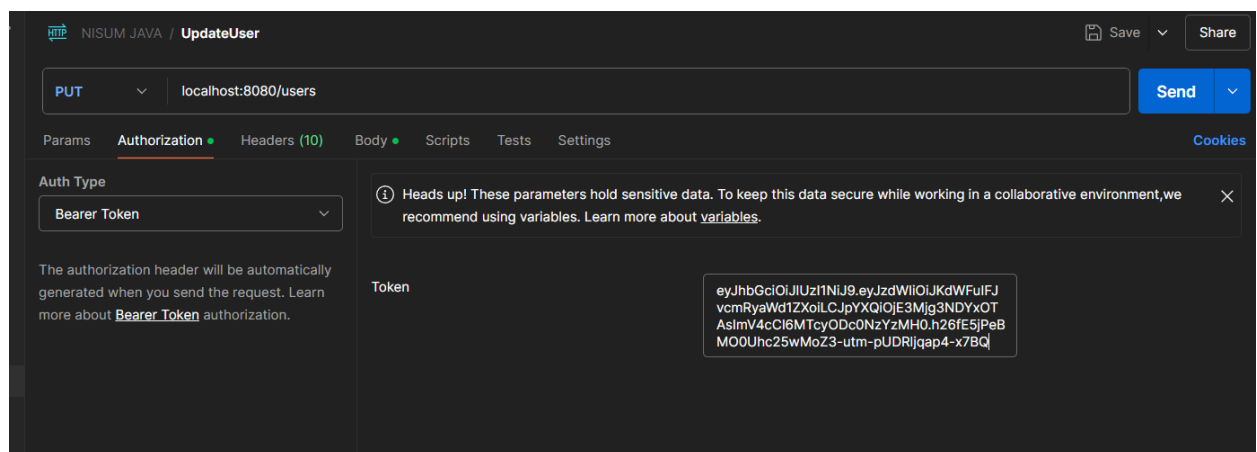 HTTP NISUM JAVA / UpdateUser Save Share
PUT localhost:8080/users Send
Params Authorization Headers (10) Body Scripts Tests Settings Cookies
Auth Type
Bearer Token
The authorization header will be automatically
generated when you send the request. Learn
more about Bearer Token authorization.
Heads up! These parameters hold sensitive data. To keep this data secure while working in a collaborative environment,we
recommend using variables. Learn more about variables.
Token
eyJhbGciOiJIUzI1NiJ9.eyJzdWIiOiJKdWFuIFJ
vcmRyaWd1ZXoiLCJpYXQiOjE3Mjg3NDYxOT
AsImV4cCI6MTcyODc0NzYzMH0.h26fE5jPeB
MO0Uhc25wMoZ3-utm-pUDRljqap4-x7BQ